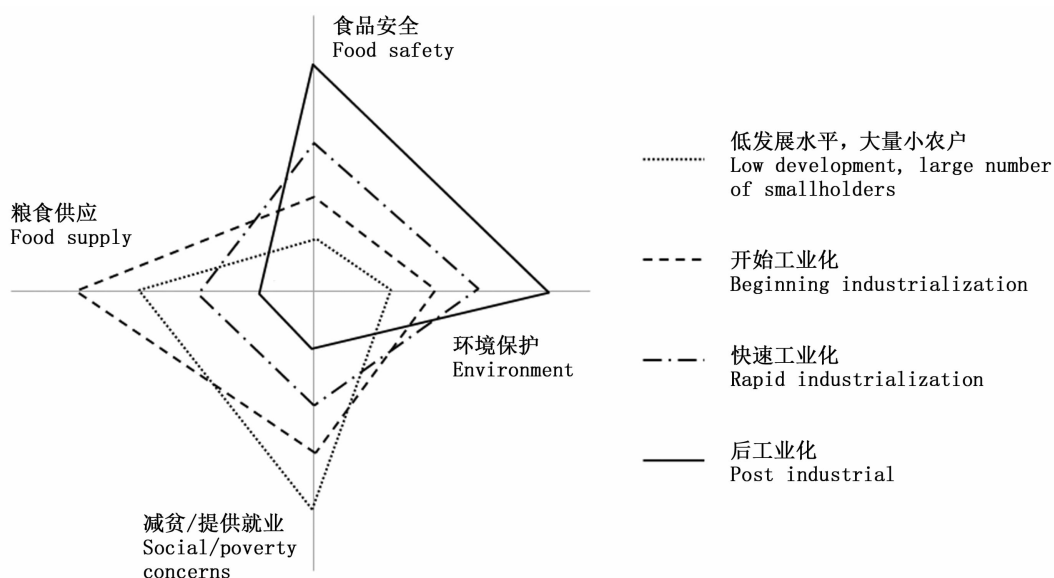 食品安全
Food safety
粮食供应
Food supply
环境保护
Environment
减贫/提供就业
Social/poverty
concerns
低发展水平，大量小农户
Low development, large number
of smallholders
开始工业化
Beginning industrialization
快速工业化
Rapid industrialization
后工业化
Post industrial